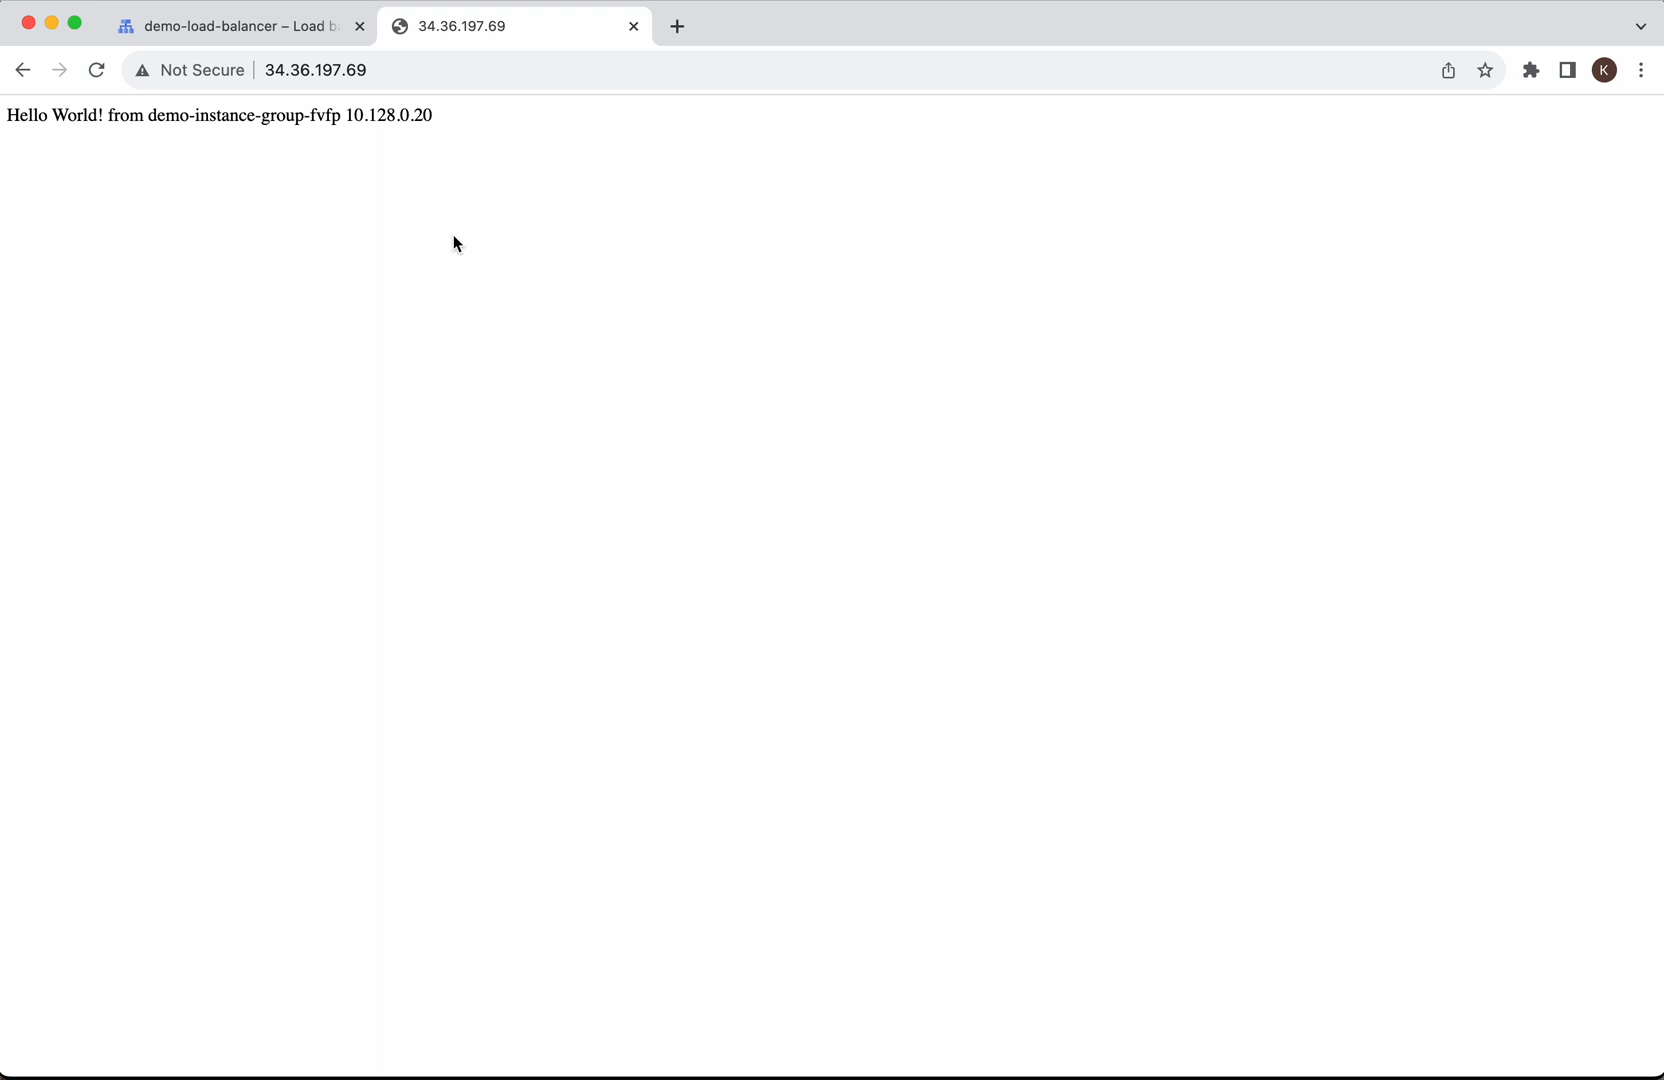 demo-load-balancer – Load b
34.36.197.69
Not Secure
34.36.197.69
K
Hello World! from demo-instance-group-fvfp 10.128.0.20